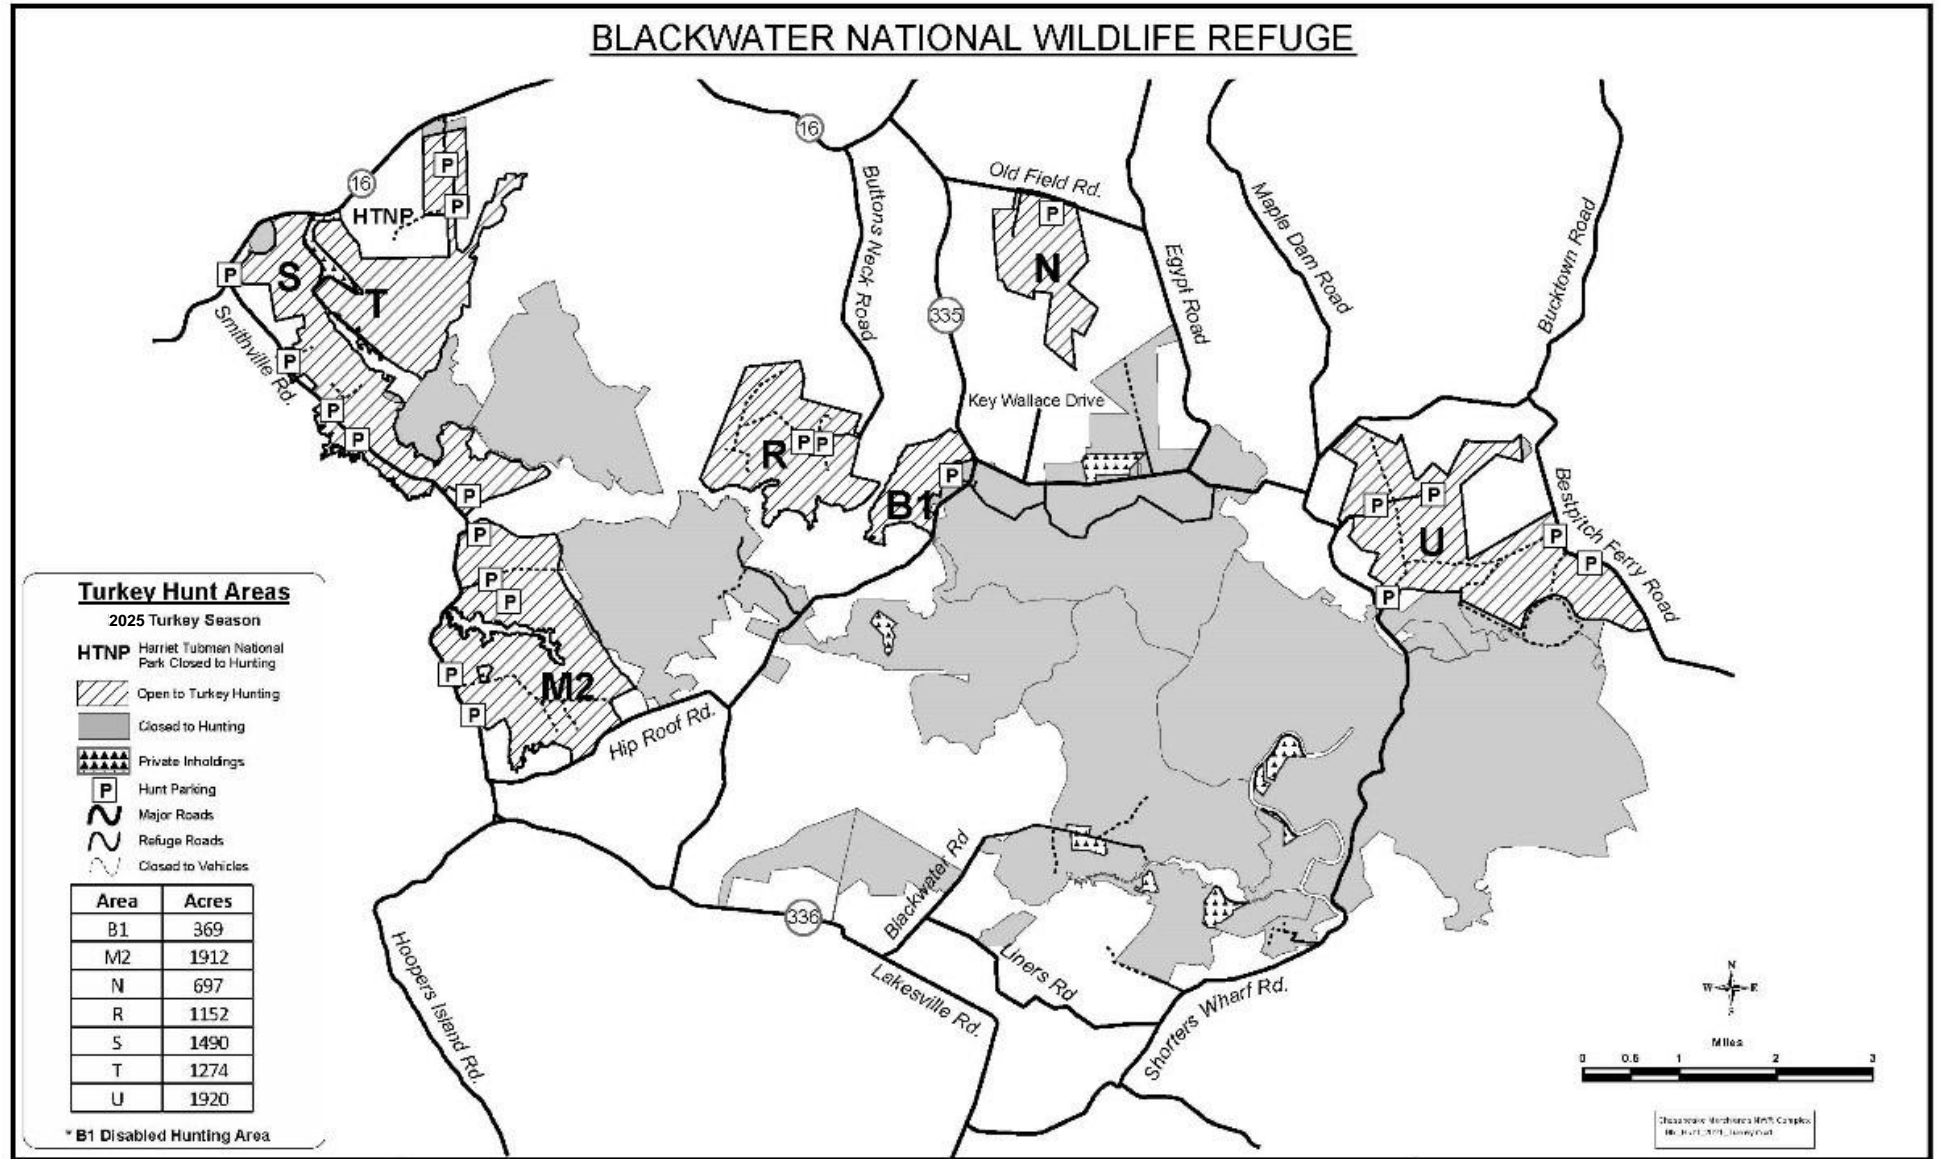 BLACKWATER NATIONAL WILDLIFE REFUGE
16
16
HTNP
P
P
P
S
T
Smithville Rd.
P
P
P
P
P
P
P
P
P
M2
Hip Roof Rd.
Buttons Neck Road
335
Old Field Rd.
P
N
Egypt Road
Maple Dam Road
Bucktown Road
Key Wallace Drive
R
P P
B1
P
P
P
U
P
P
P
Bestpitch Ferry Road
Blackwater Rd
336
Liners Rd
Lakesville Rd.
Shorters Wharf Rd.
Hoopers Island Rd.
Turkey Hunt Areas
2025 Turkey Season
HTNP Harriet Tubman National
Park Closed to Hunting
Open to Turkey Hunting
Closed to Hunting
Private Inholdings
P Hunt Parking
Major Roads
Refuge Roads
Closed to Vehicles
Area Acres
B1 369
M2 1912
N 697
R 1152
S 1490
T 1274
U 1920
* B1 Disabled Hunting Area
N
W E
S
Miles
0 0.5 1 2 3